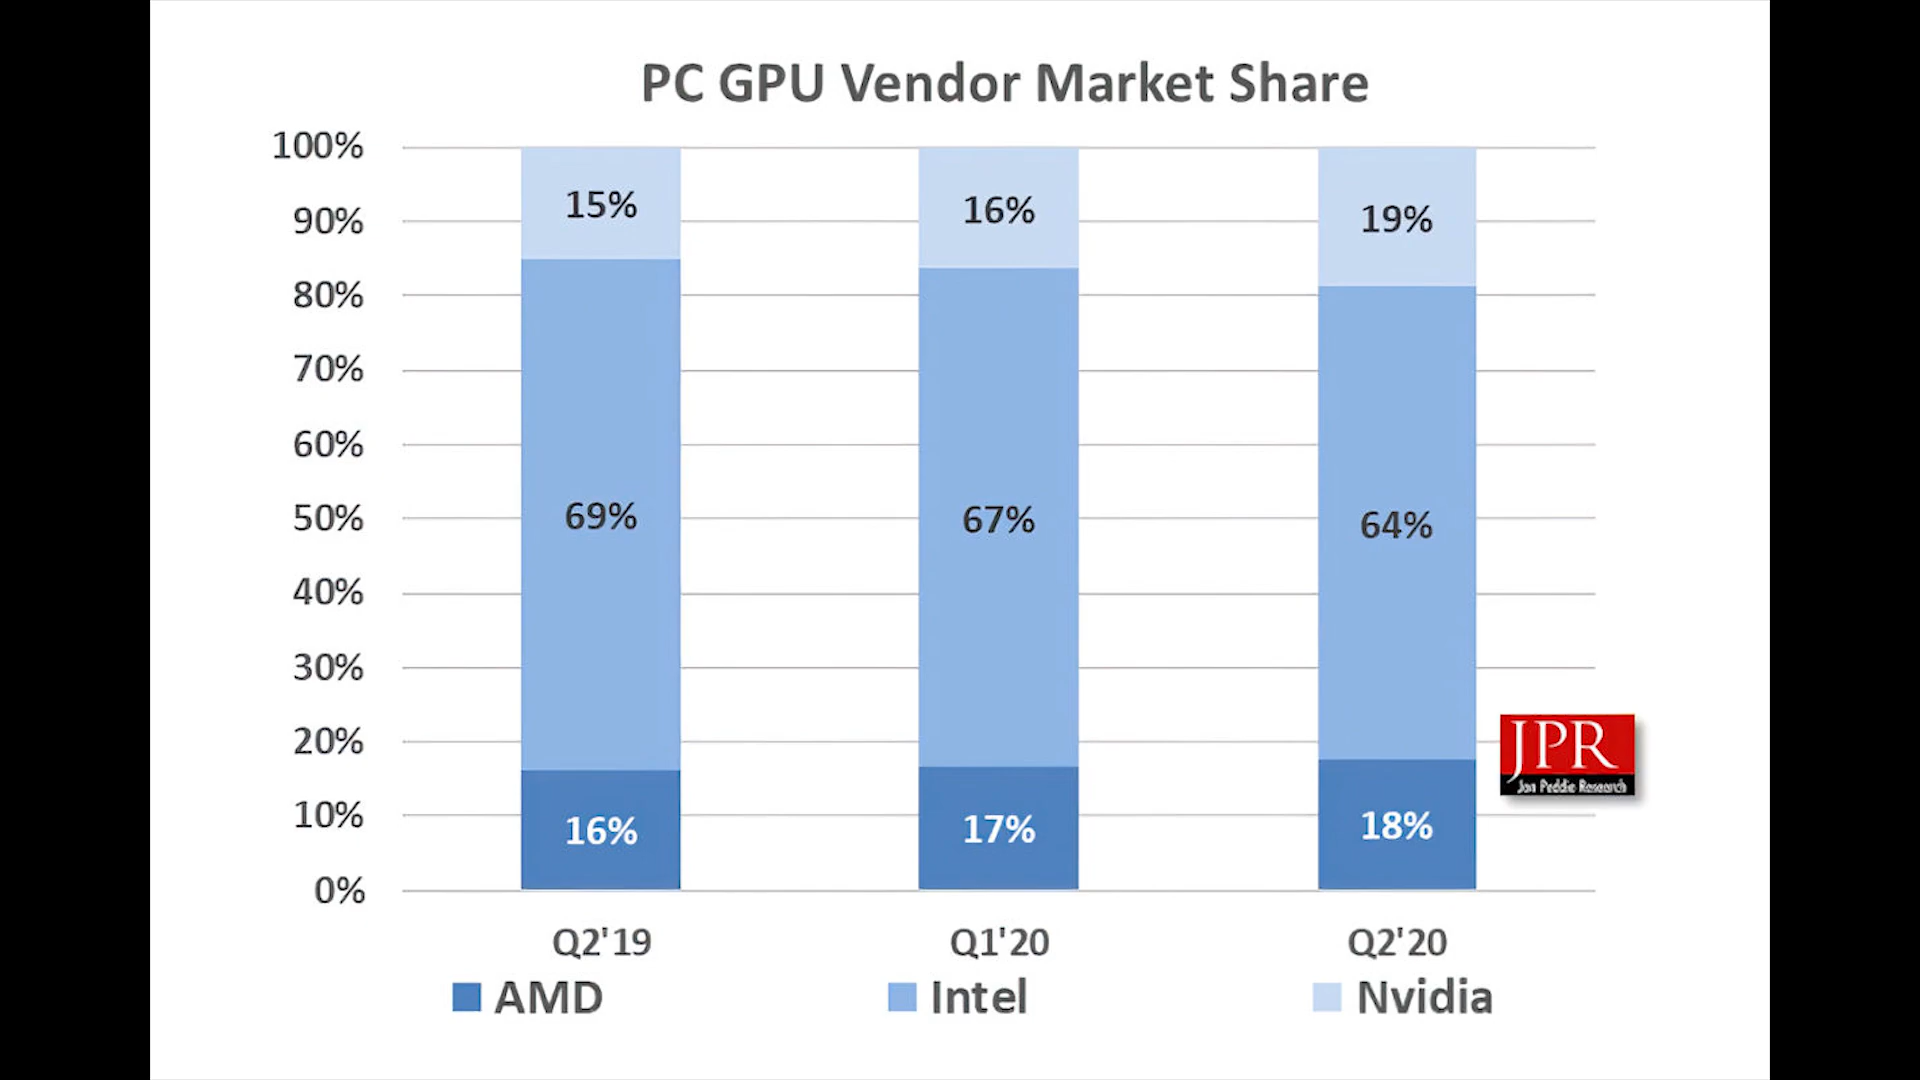 PC GPU Vendor Market Share
100%
90%
80%
70%
60%
50%
40%
30%
20%
10%
0%
15%
16%
19%
69%
67%
64%
16%
17%
18%
JPR
Jon Peddie Research
Q2'19
Q1'20
Q2'20
AMD
Intel
Nvidia